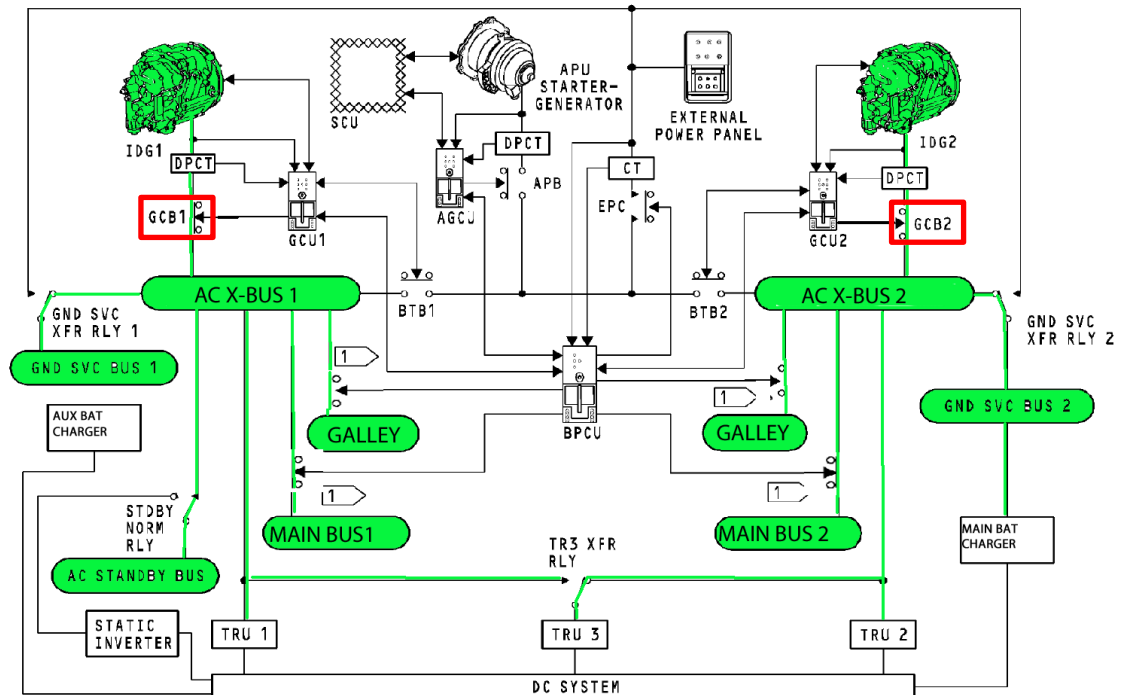 SCU
APU
STARTER-
GENERATOR
EXTERNAL
POWER PANEL
IDG1
IDG2
DPCT
DPCT
CT
DPCT
APB
EPC
AGCU
GCB1
GCU1
GCU2
GCB2
AC X-BUS 1
AC X-BUS 2
BTB1
BTB2
GND SVC
XFR RLY 1
GND SVC
XFR RLY 2
GND SVC BUS 1
1
1
GND SVC BUS 2
AUX BAT
CHARGER
GALLEY
BPCU
GALLEY
1
1
STDBY
NORM
RLY
MAIN BUS1
MAIN BUS 2
MAIN BAT
CHARGER
TR3 XFR
RLY
AC STANDBY BUS
STATIC
INVERTER
TRU 1
TRU 3
TRU 2
DC SYSTEM